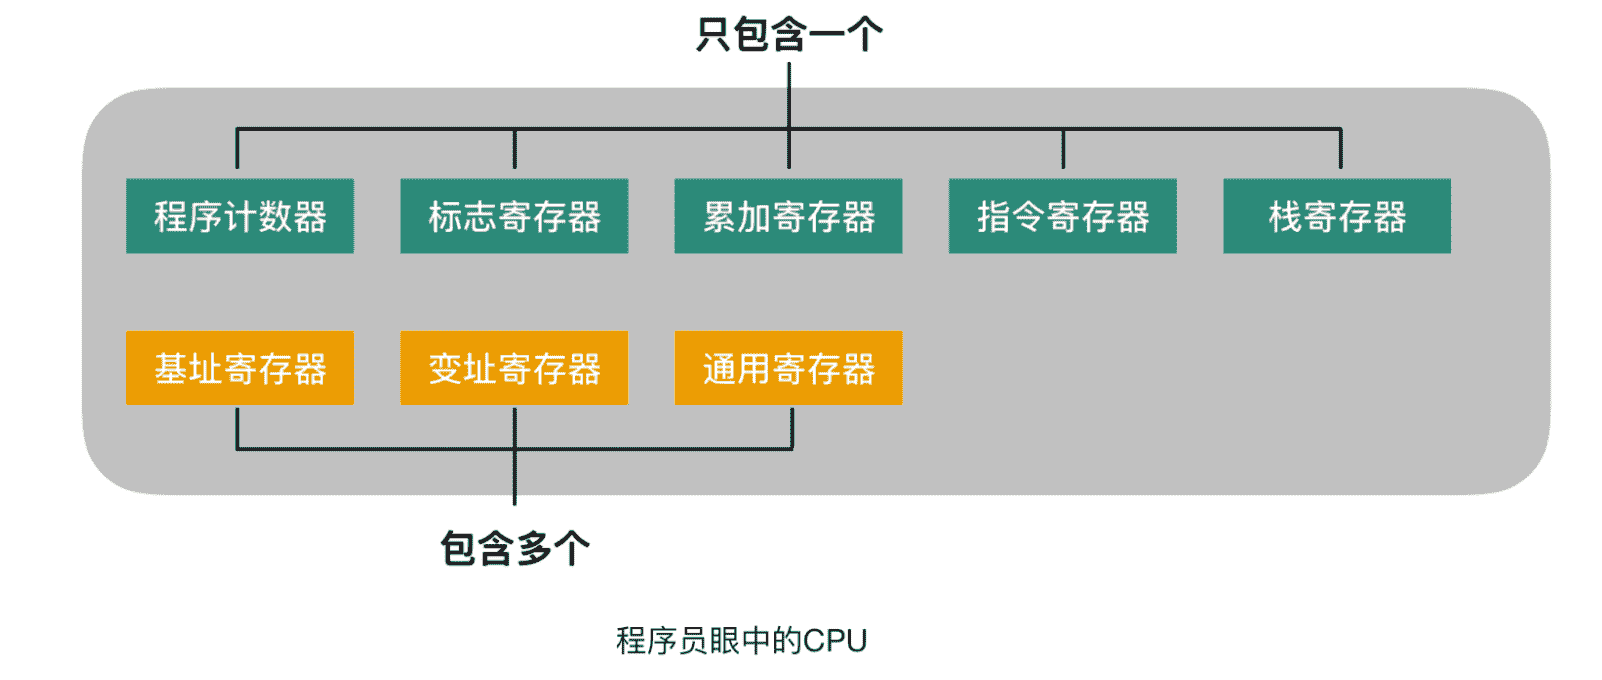 只包含一个
程序计数器 标志寄存器 累加寄存器 指令寄存器 栈寄存器
基址寄存器 变址寄存器 通用寄存器
包含多个
程序员眼中的CPU